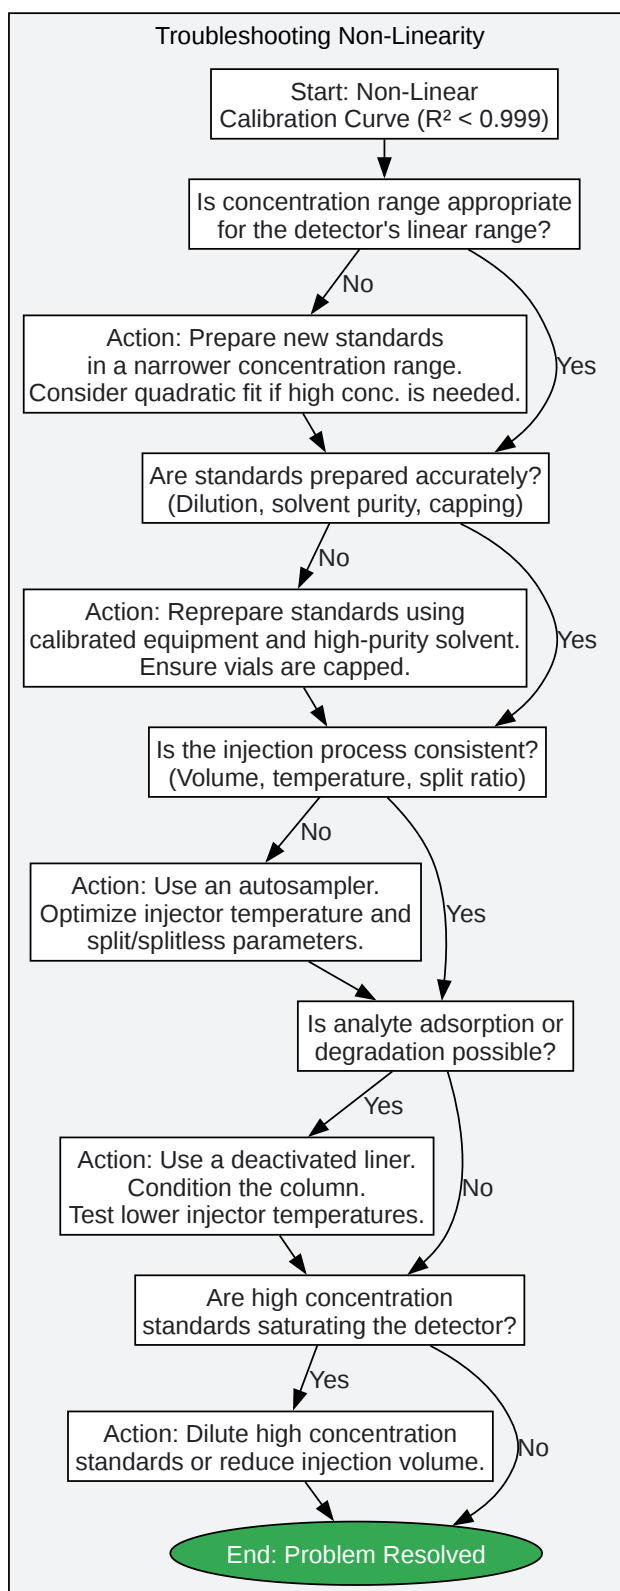 Troubleshooting Non-Linearity
Start: Non-Linear
Calibration Curve (R² < 0.999)
Is concentration range appropriate
for the detector's linear range?
No
Action: Prepare new standards
in a narrower concentration range.
Consider quadratic fit if high conc. is needed.
Yes
Are standards prepared accurately?
(Dilution, solvent purity, capping)
No
Action: Reprepare standards using
calibrated equipment and high-purity solvent.
Ensure vials are capped.
Yes
Is the injection process consistent?
(Volume, temperature, split ratio)
No
Action: Use an autosampler.
Optimize injector temperature and
split/splitless parameters.
Yes
Is analyte adsorption or
degradation possible?
Yes
Action: Use a deactivated liner.
Condition the column.
Test lower injector temperatures.
No
Are high concentration
standards saturating the detector?
Yes
Action: Dilute high concentration
standards or reduce injection volume.
No
End: Problem Resolved